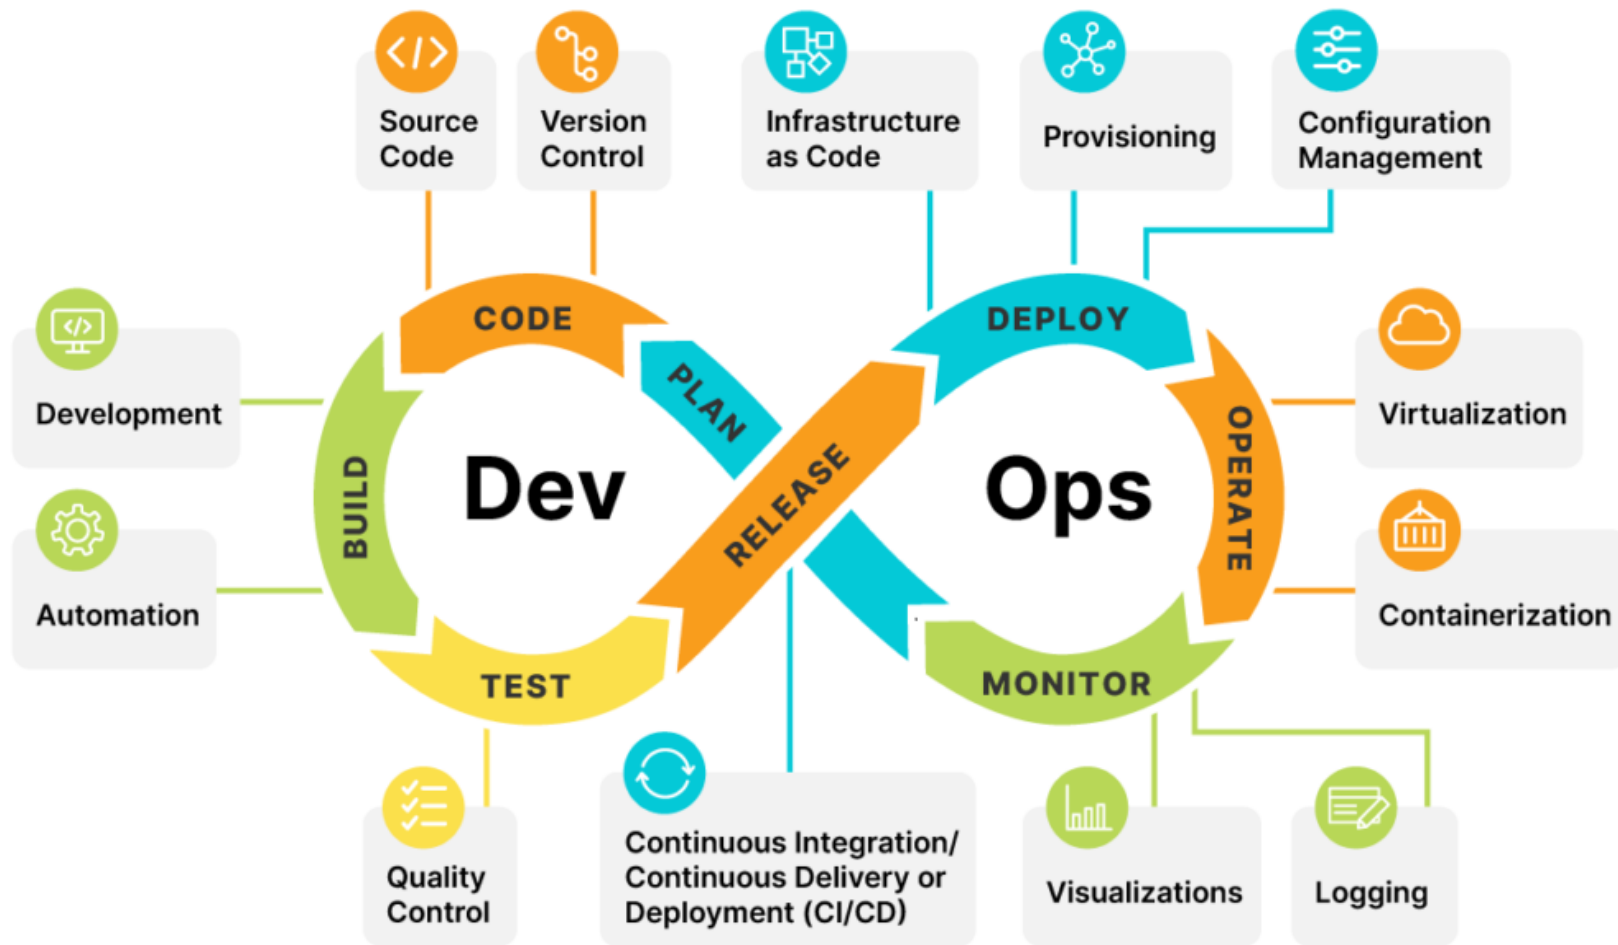 Source
Code
Version
Control
Infrastructure
as Code
Provisioning
Configuration
Management
Development
Automation
CODE
PLAN
BUILD
Dev
TEST
RELEASE
DEPLOY
Ops
OPERATE
MONITOR
Virtualization
Containerization
Quality
Control
Continuous Integration/
Continuous Delivery or
Deployment (CI/CD)
Visualizations
Logging